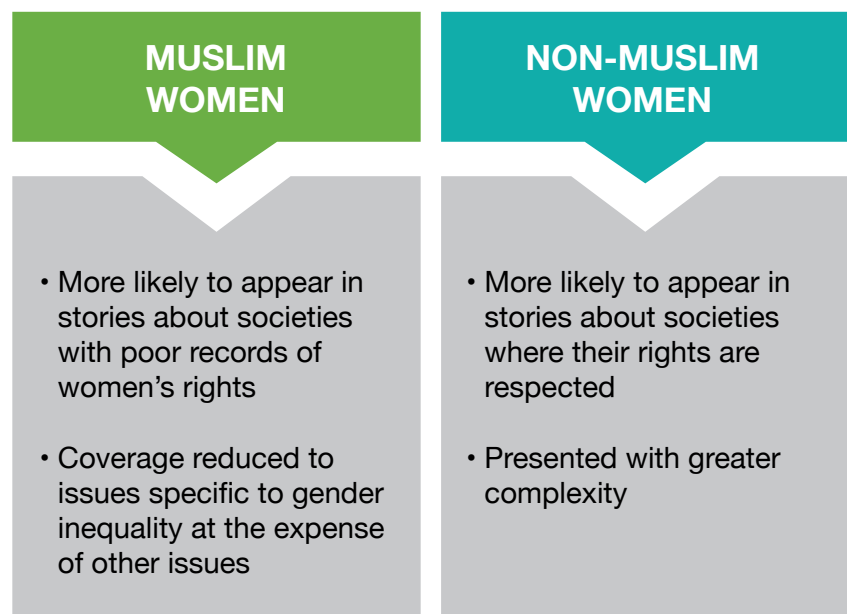 MUSLIM
WOMEN
• More likely to appear in
stories about societies
with poor records of
women’s rights
• Coverage reduced to
issues specific to gender
inequality at the expense
of other issues
NON-MUSLIM
WOMEN
• More likely to appear in
stories about societies
where their rights are
respected
• Presented with greater
complexity